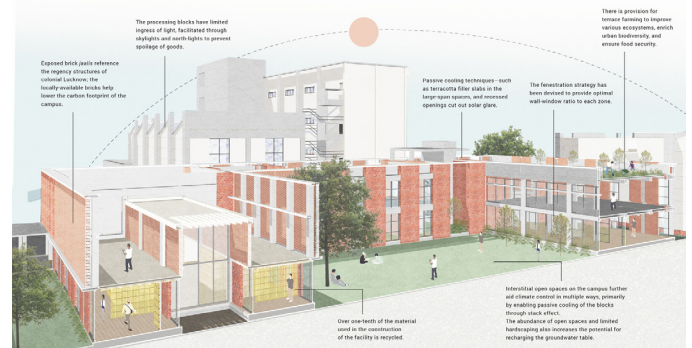 The processing blocks have limited
ingress of light, facilitated through
skylights and north-lights to prevent
spoilage of goods.
There is provision for
terrace farming to improve
various ecosystems, enrich
urban biodiversity, and
ensure food security.
Exposed brick jaalis reference
the regency structures of
colonial Lucknow; the
locally-available bricks help
lower the carbon footprint of the
campus.
Passive cooling techniques—such
as terracotta filler slabs in the
large-span spaces, and recessed
openings cut out solar glare.
The fenestration strategy has
been devised to provide optimal
wall-window ratio to each zone.
Over one-tenth of the material
used in the construction
of the facility is recycled.
Interstitial open spaces on the campus further
aid climate control in multiple ways, primarily
by enabling passive cooling of the blocks
through stack effect.
The abundance of open spaces and limited
hardscaping also increases the potential for
recharging the groundwater table.